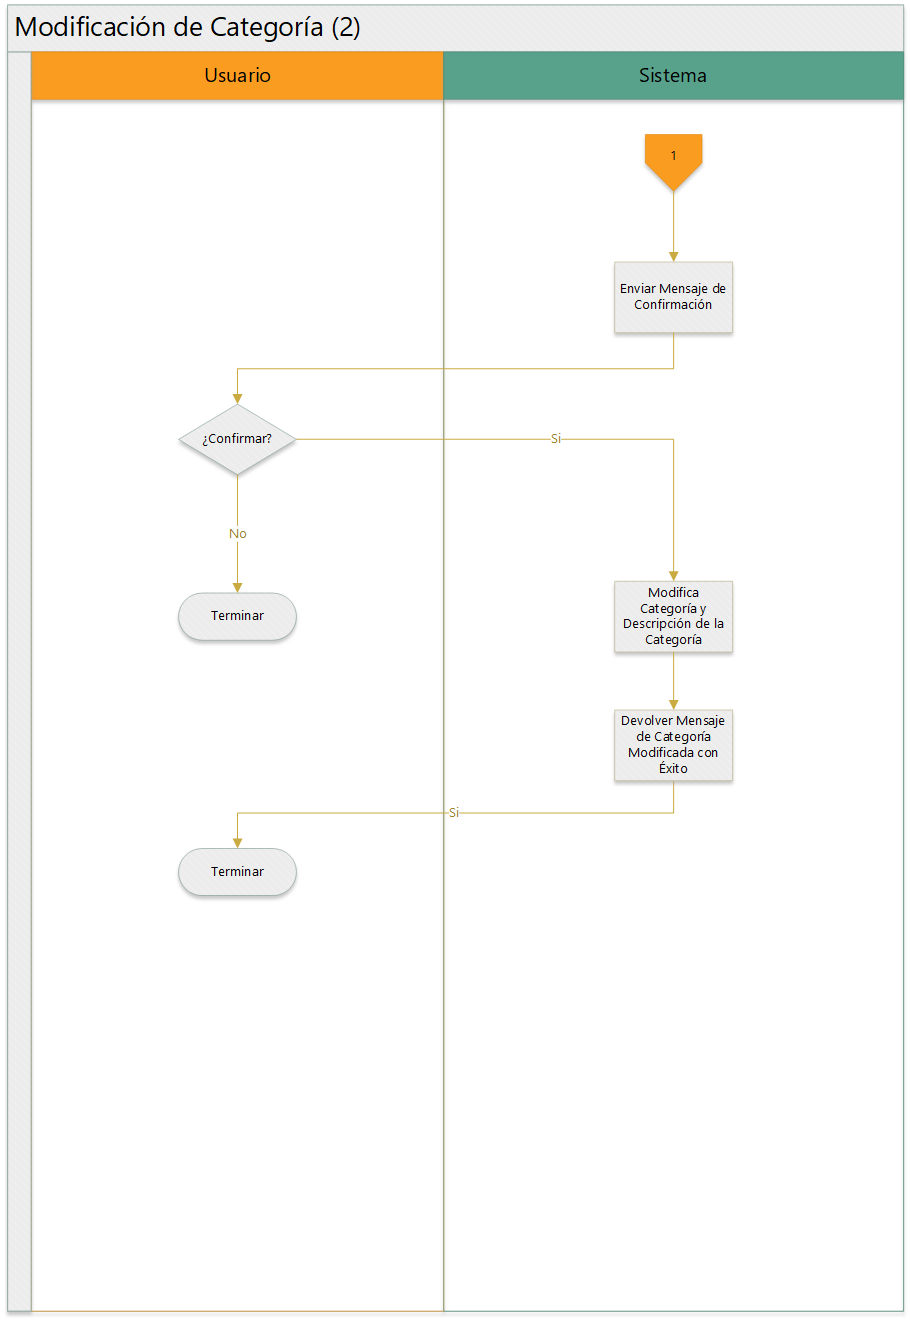 Modificación de Categoría (2)
Usuario
Sistema
1
Enviar Mensaje de
Confirmación
¿Confirmar?
Si
No
Modifica
Categoría y
Descripción de la
Categoría
Terminar
Devolver Mensaje
de Categoría
Modificada con
Éxito
Si
Terminar